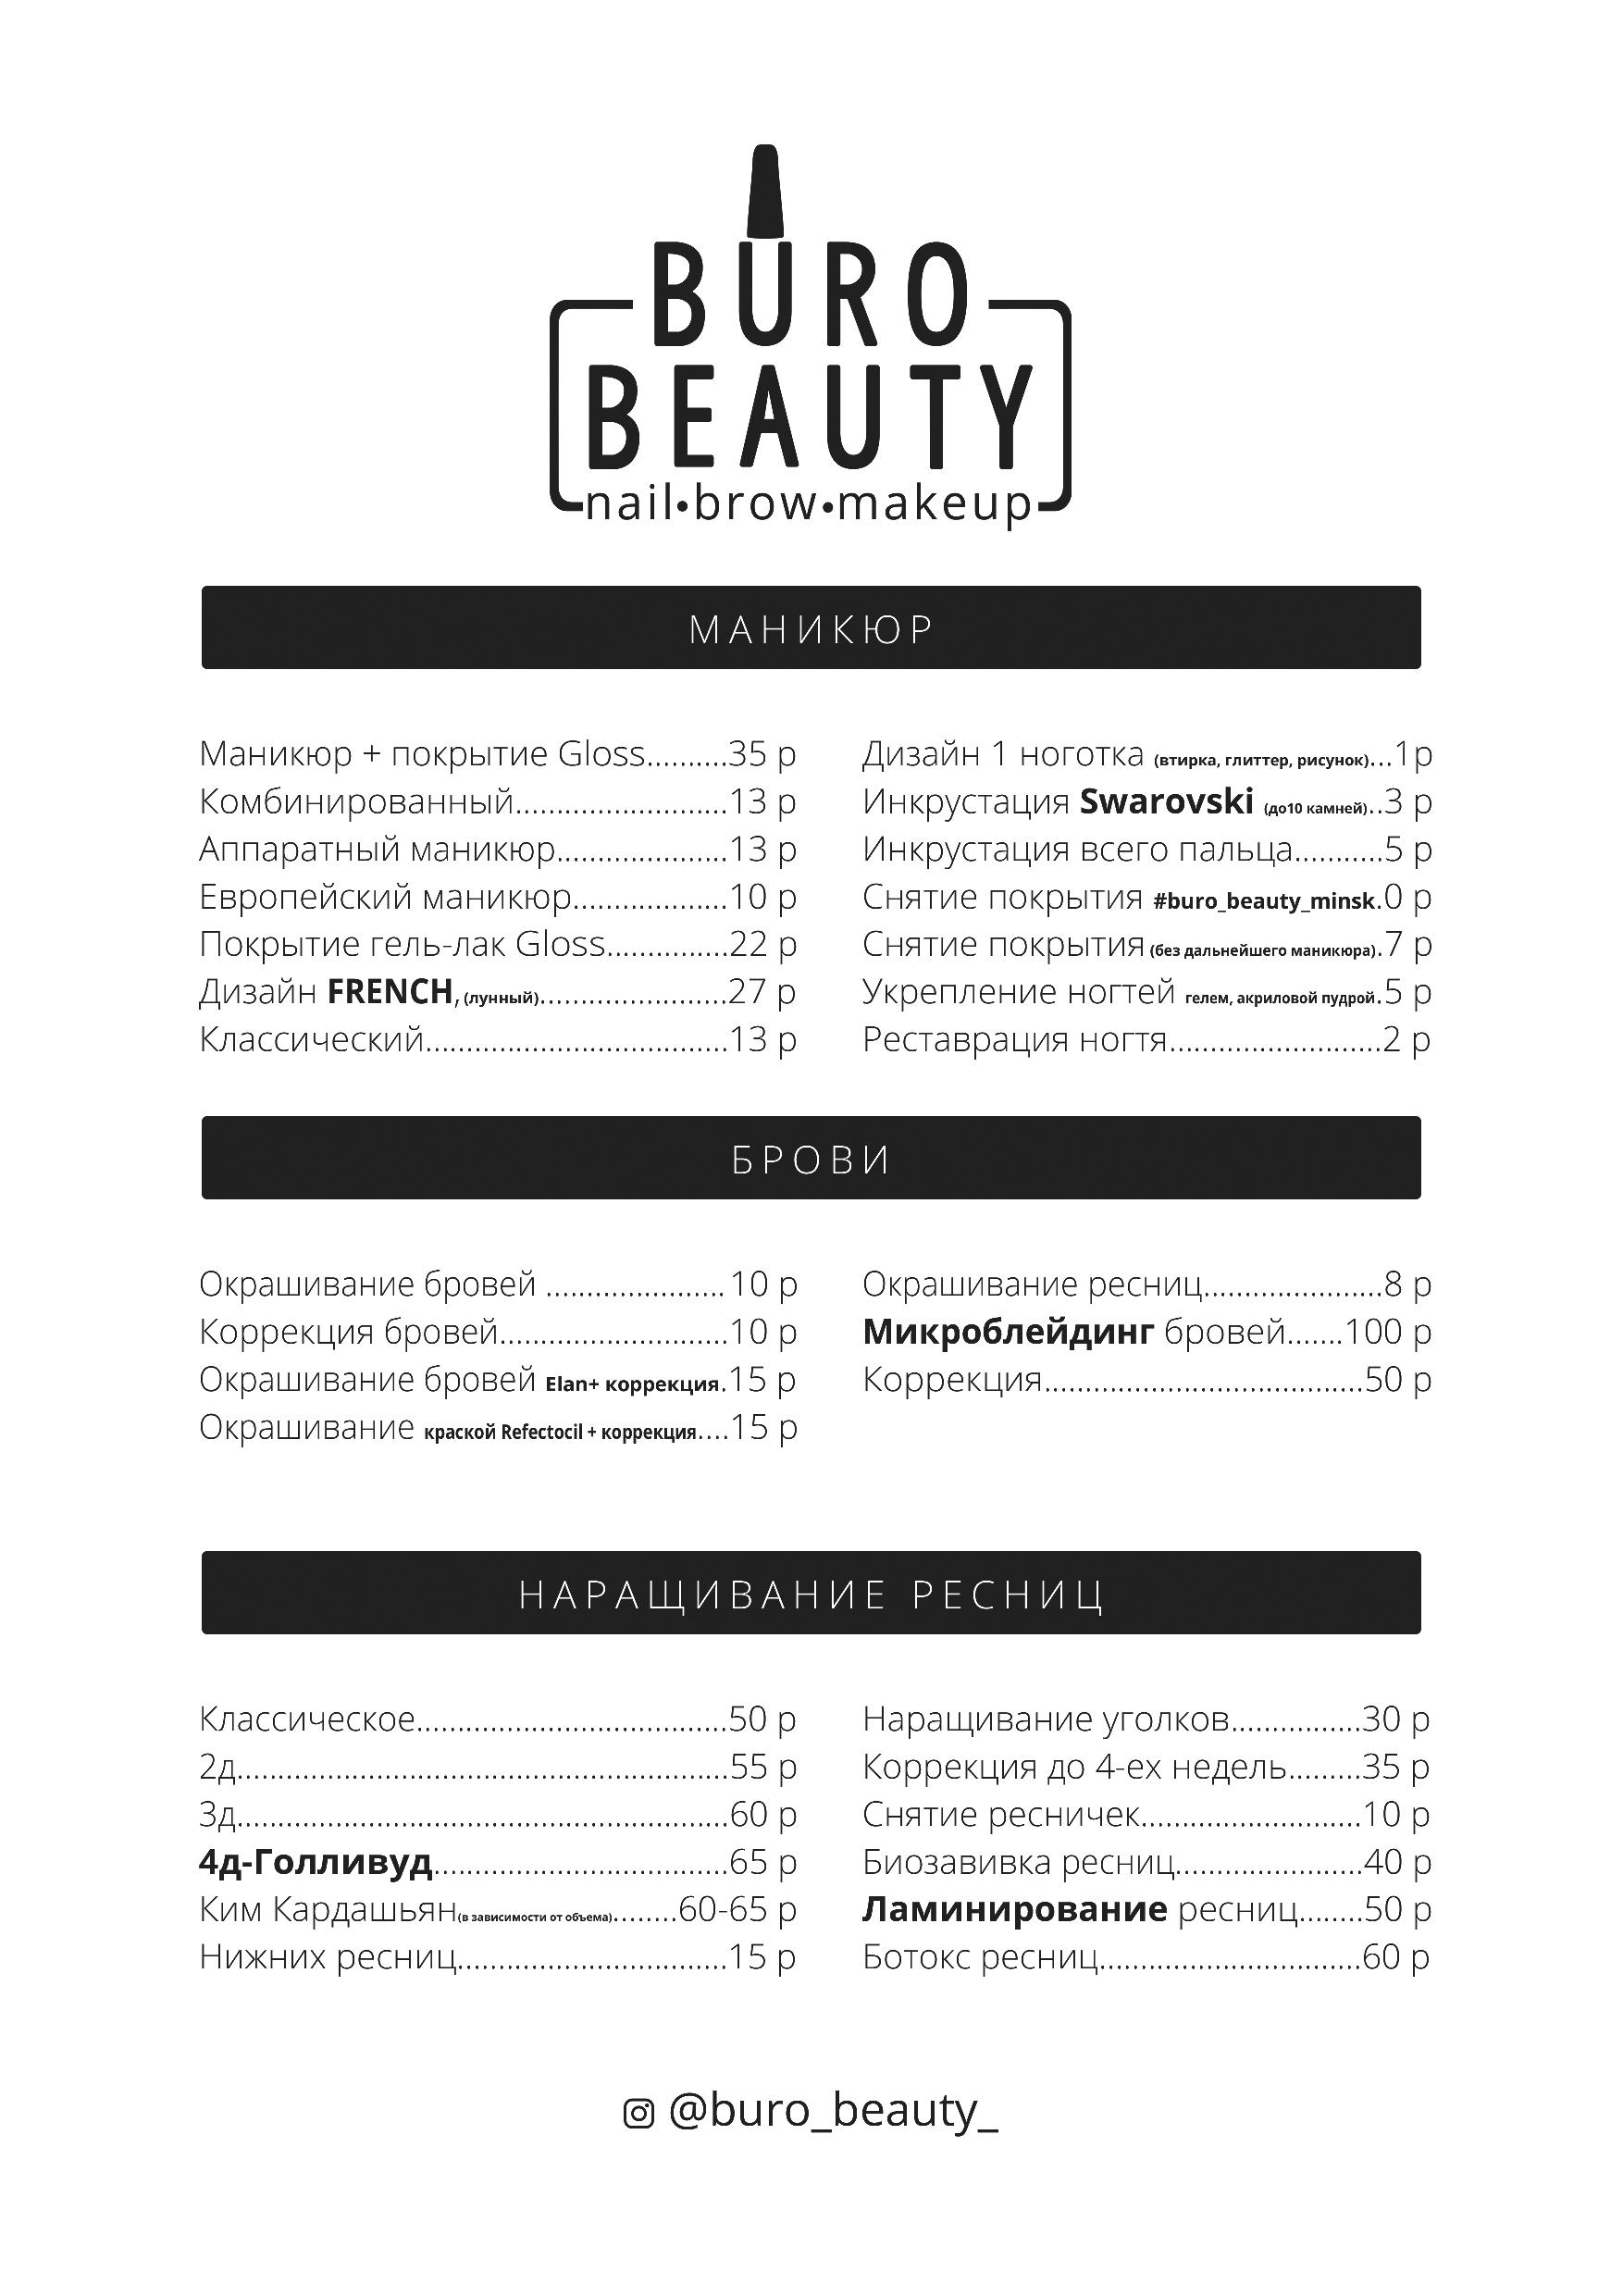 BURO
BEAUTY
nail•brow•makeup
МАНИКЮР
Маникюр + покрытие Gloss..........35 р
Комбинированный..........................13 р
Аппаратный маникюр.....................13 р
Европейский маникюр...................10 р
Покрытие гель-лак Gloss...............22 р
Дизайн FRENCH, (лунный).......................27 р
Классический.....................................13 р
Дизайн 1 ноготка (втирка, глиттер, рисунок)...1р
Инкрустация Swarovski (до10 камней)..3 р
Инкрустация всего пальца...........5 р
Снятие покрытия #buro_beauty_minsk.0 р
Снятие покрытия (без дальнейшего маникюра).7 р
Укрепление ногтей гелем, акриловой пудрой.5 р
Реставрация ногтя..........................2 р
БРОВИ
Окрашивание бровей ......................10 р
Коррекция бровей............................10 р
Окрашивание бровей Elan+ коррекция.15 р
Окрашивание краской Refectocil + коррекция....15 р
Окрашивание ресниц......................8 р
Микроблейдинг бровей.......100 р
Коррекция.......................................50 р
НАРАЩИВАНИЕ РЕСНИЦ
Классическое......................................50 р
2д............................................................55 р
3д............................................................60 р
4д-Голливуд....................................65 р
Ким Кардашьян(в зависимости от объема)........60-65 р
Нижних ресниц.................................15 р
Наращивание уголков................30 р
Коррекция до 4-ех недель.........35 р
Снятие ресничек...........................10 р
Биозавивка ресниц.......................40 р
Ламинирование ресниц........50 р
Ботокс ресниц................................60 р
@buro_beauty_